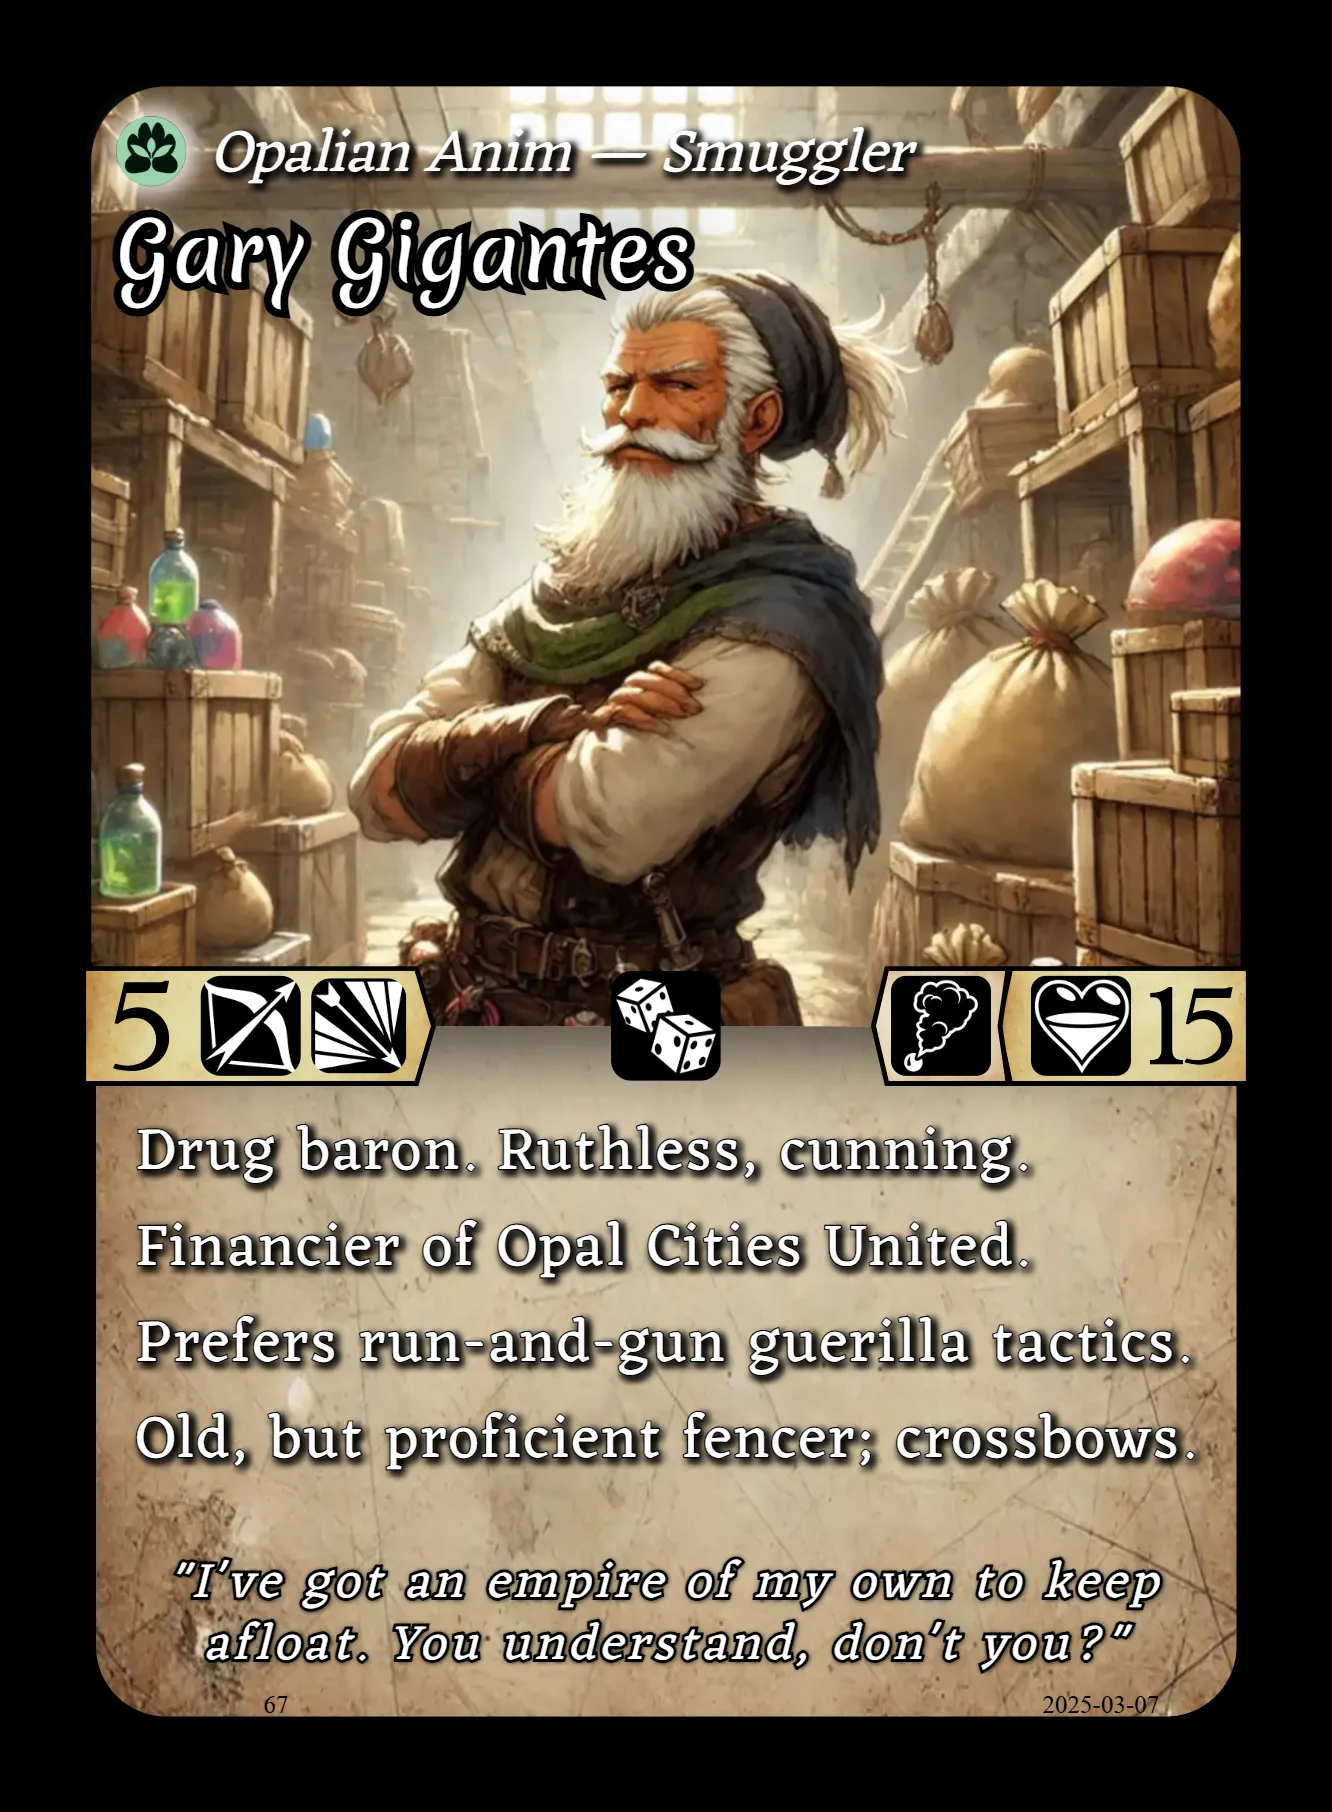 Opalian Anim — Smuggler
Gary Gigantes
5
15
Drug baron. Ruthless, cunning.
Financier of Opal Cities United.
Prefers run-and-gun guerilla tactics.
Old, but proficient fencer; crossbows.
"I've got an empire of my own to keep
afloat. You understand, don't you?"
67
2025-03-07